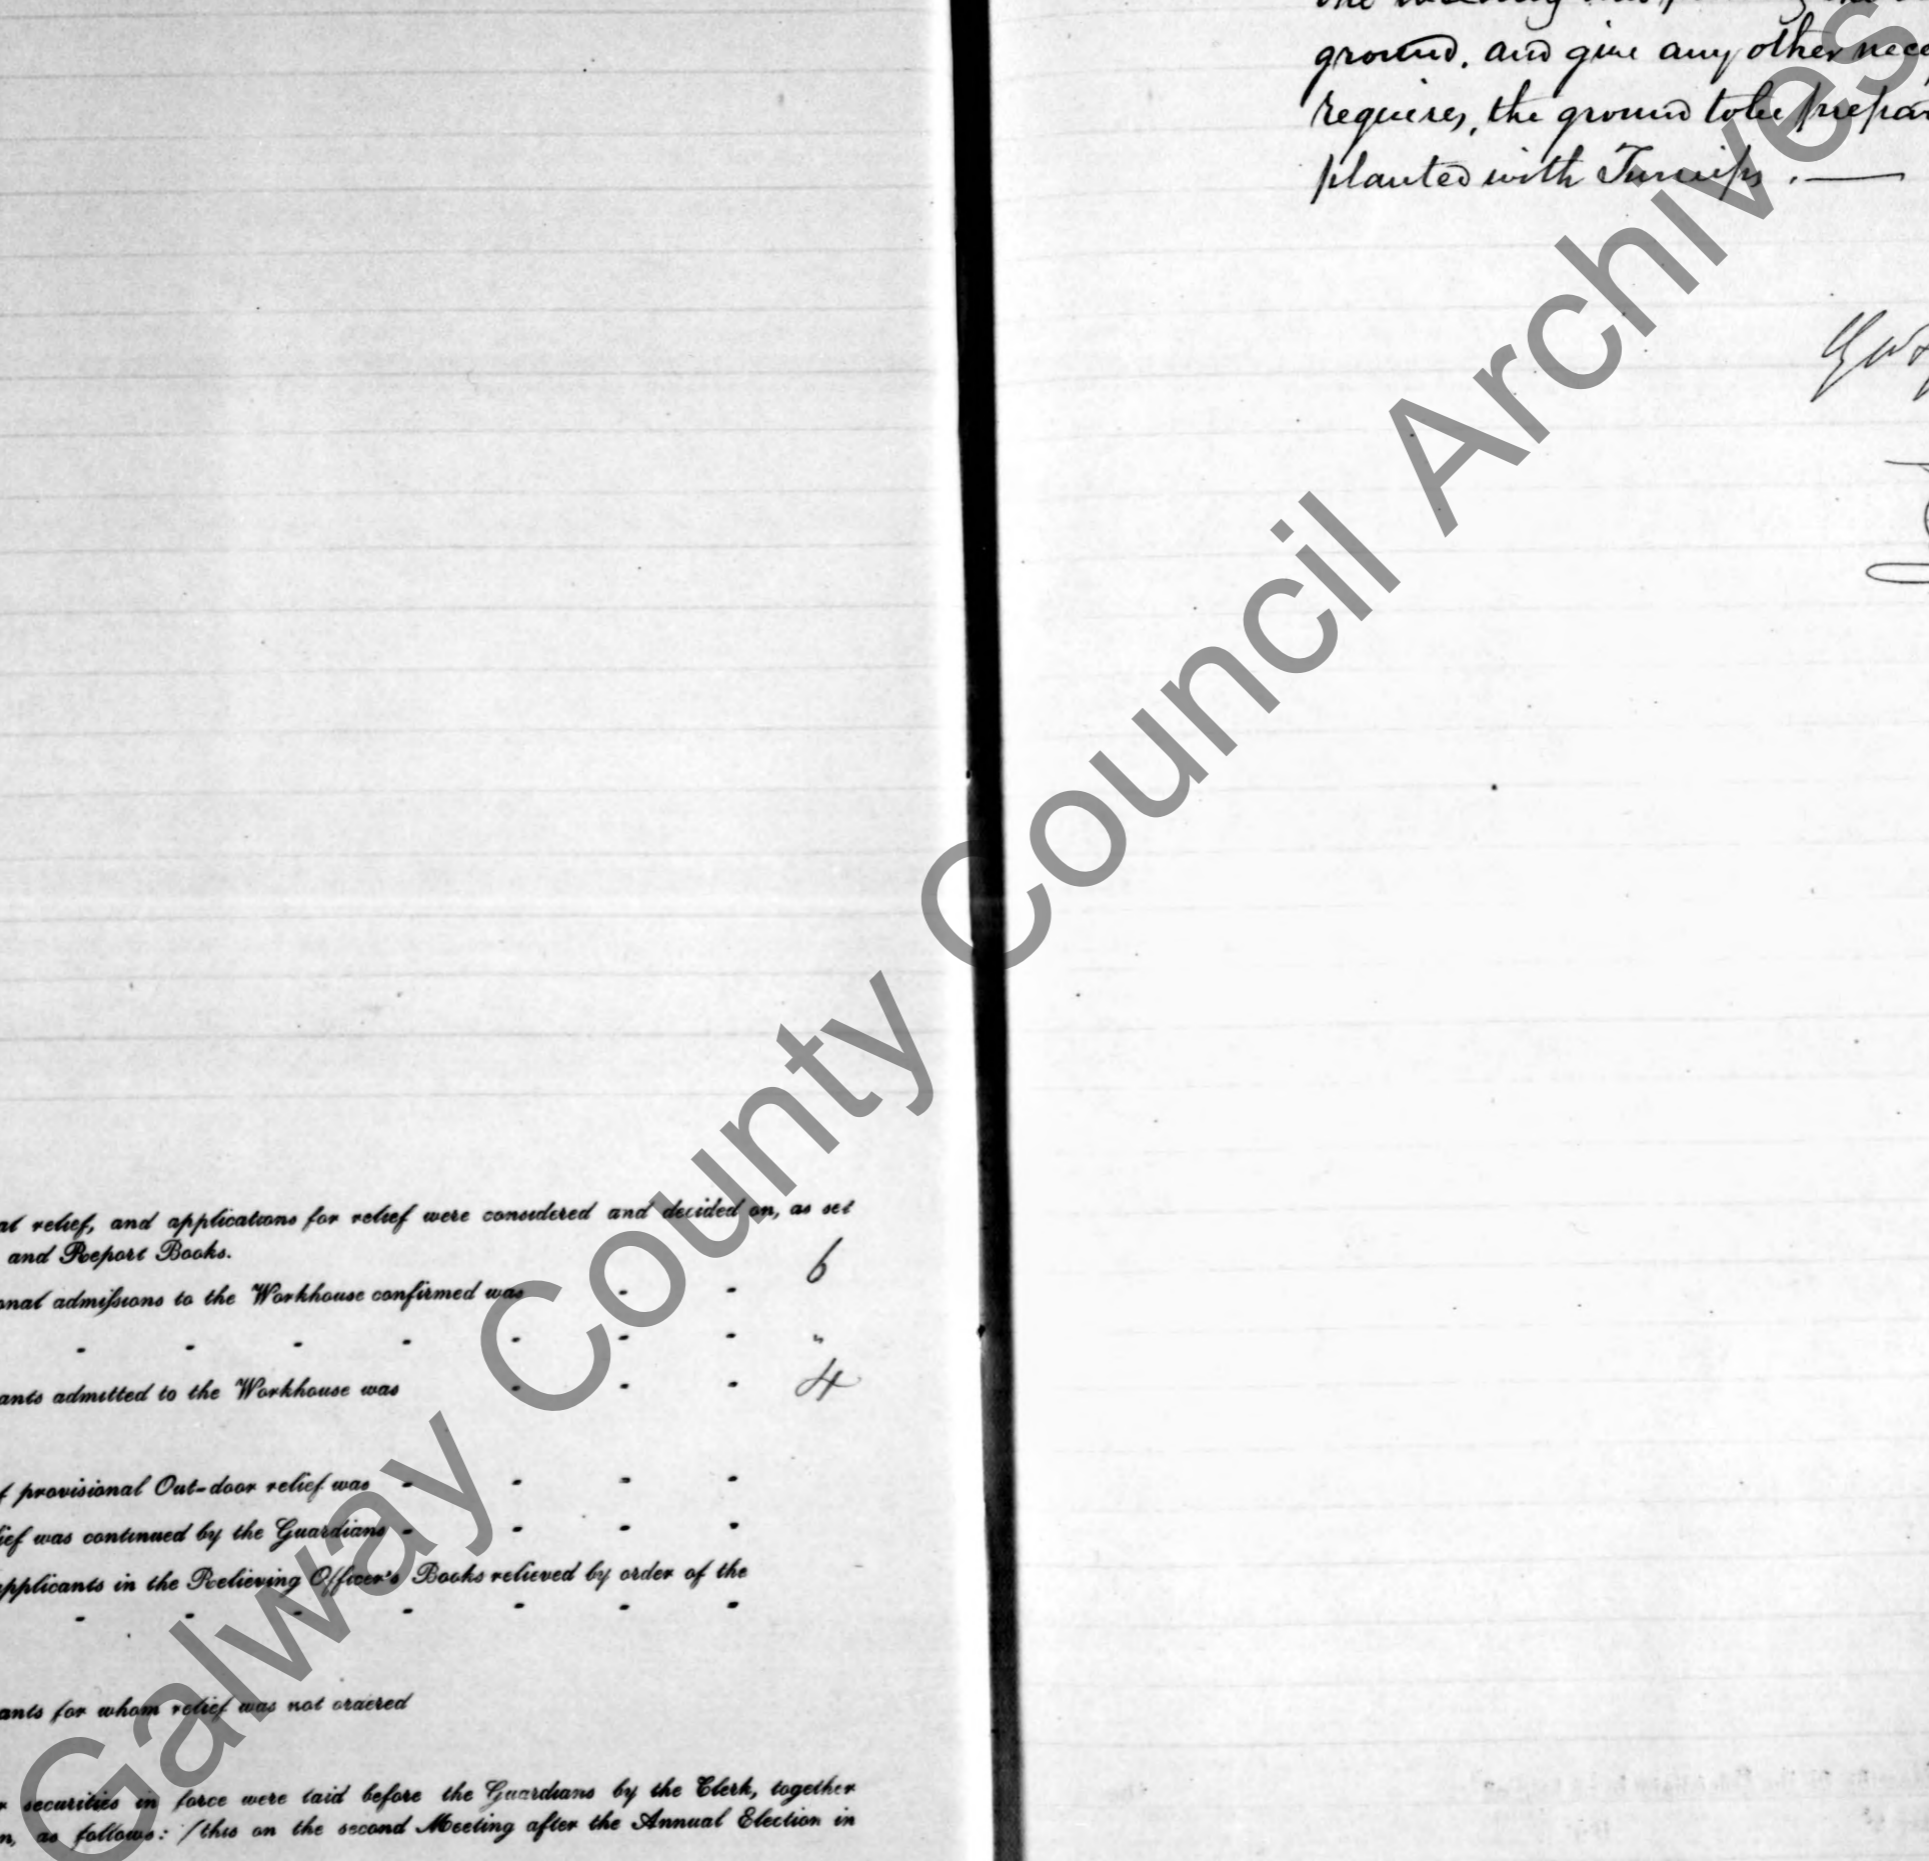 at relief, and applications for relief were considered and decided on, as set
and Report Books.
onal admissions to the Workhouse confirmed was - - 6
- - - - - - - "
ants admitted to the Workhouse was - - - 4
f provisional Out-door relief was - - - -
ief was continued by the Guardians - - - -
applicants in the Relieving Officer's Books relieved by order of the
- - - - - - -
ants for whom relief was not ordered
r securities in force were laid before the Guardians by the Clerk, together
n, as follows: /this on the second Meeting after the Annual Election in
the
ground, and give any other nece
requires, the ground to be prepar
planted with Turnips . —
Galway County Council Archives